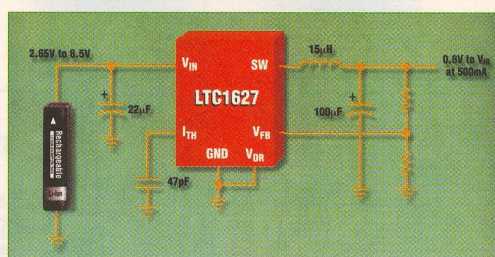 2.65V to 8.5V
VIN
SW
15μH
0.8V to VIN
at 500mA
+
22μF
LTC1627
+
100μF
ITH
VFB
GND
VDR
47pF
Rechargeable